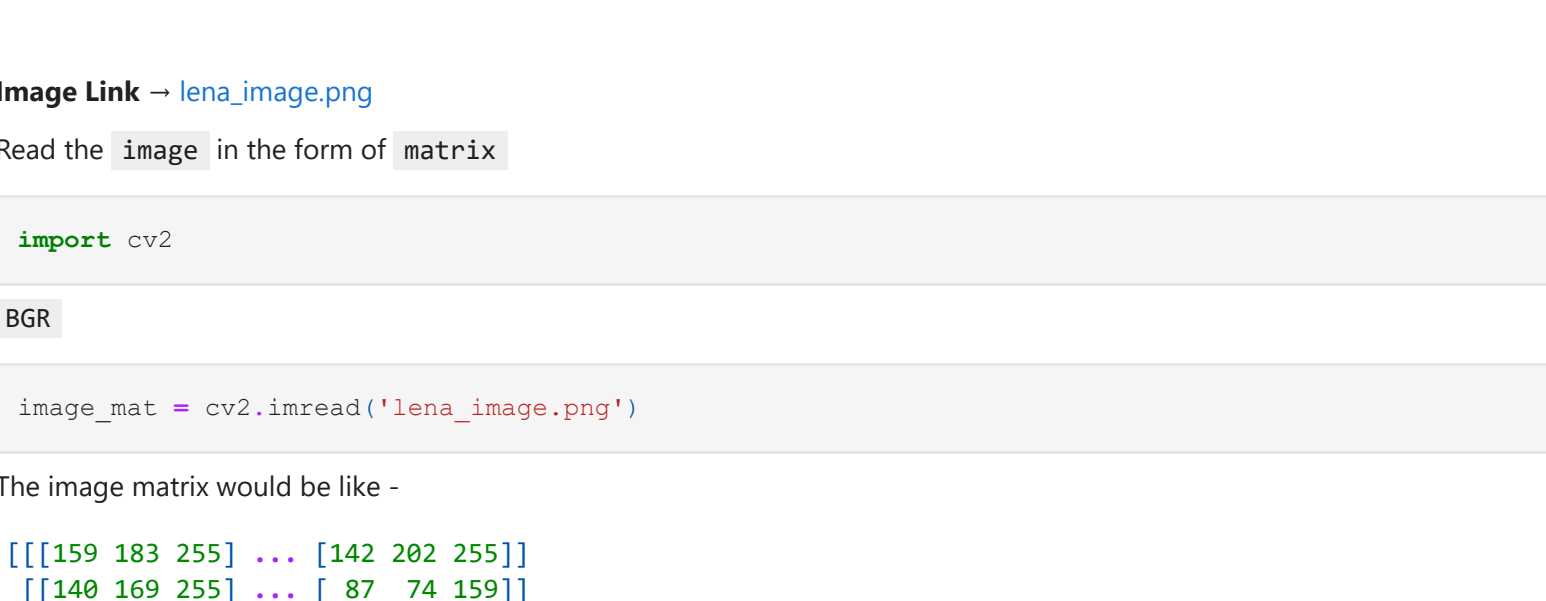 Image Link → lena_image.png
Read the image in the form of matrix
import cv2
BGR
image_mat = cv2.imread('lena_image.png')
The image matrix would be like -
[[[159 183 255] ... [142 202 255]]
[[140 169 255] ... [ 87  74 159]]